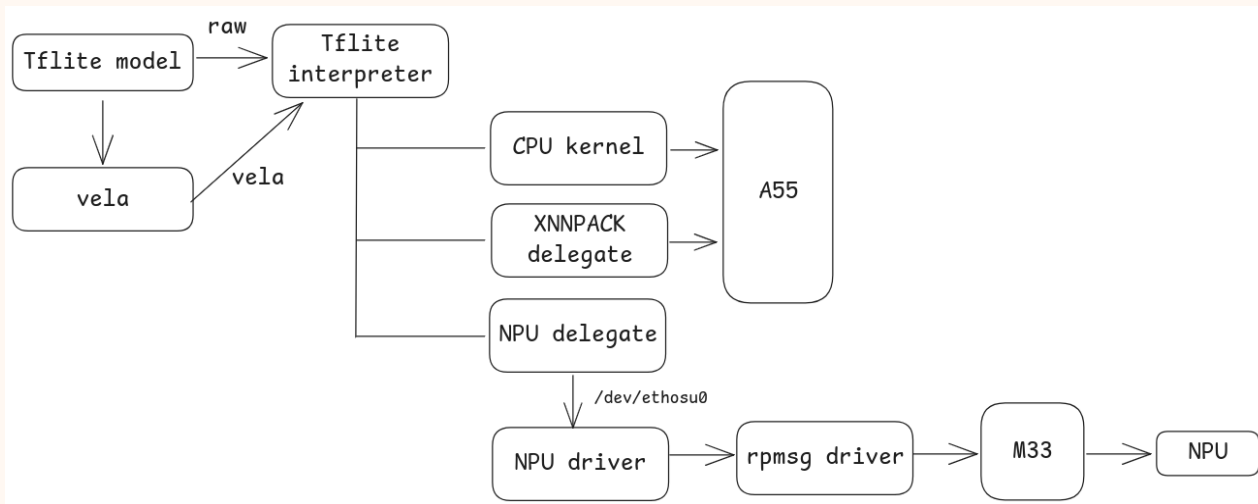 raw
Tflite model
Tflite
interpreter
vela
vela
CPU kernel
A55
XNNPACK
delegate
NPU delegate
/dev/ethosu0
NPU driver
rpmsg driver
M33
NPU